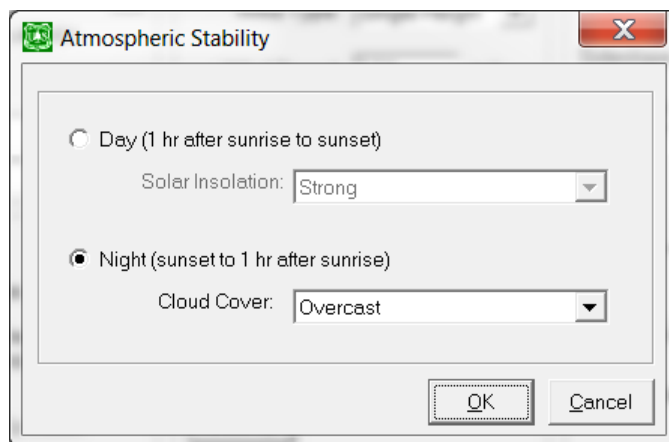 Atmospheric Stability
Day (1 hr after sunrise to sunset)
Solar Insolation: Strong
Night (sunset to 1 hr after sunrise)
Cloud Cover: Overcast
OK Cancel